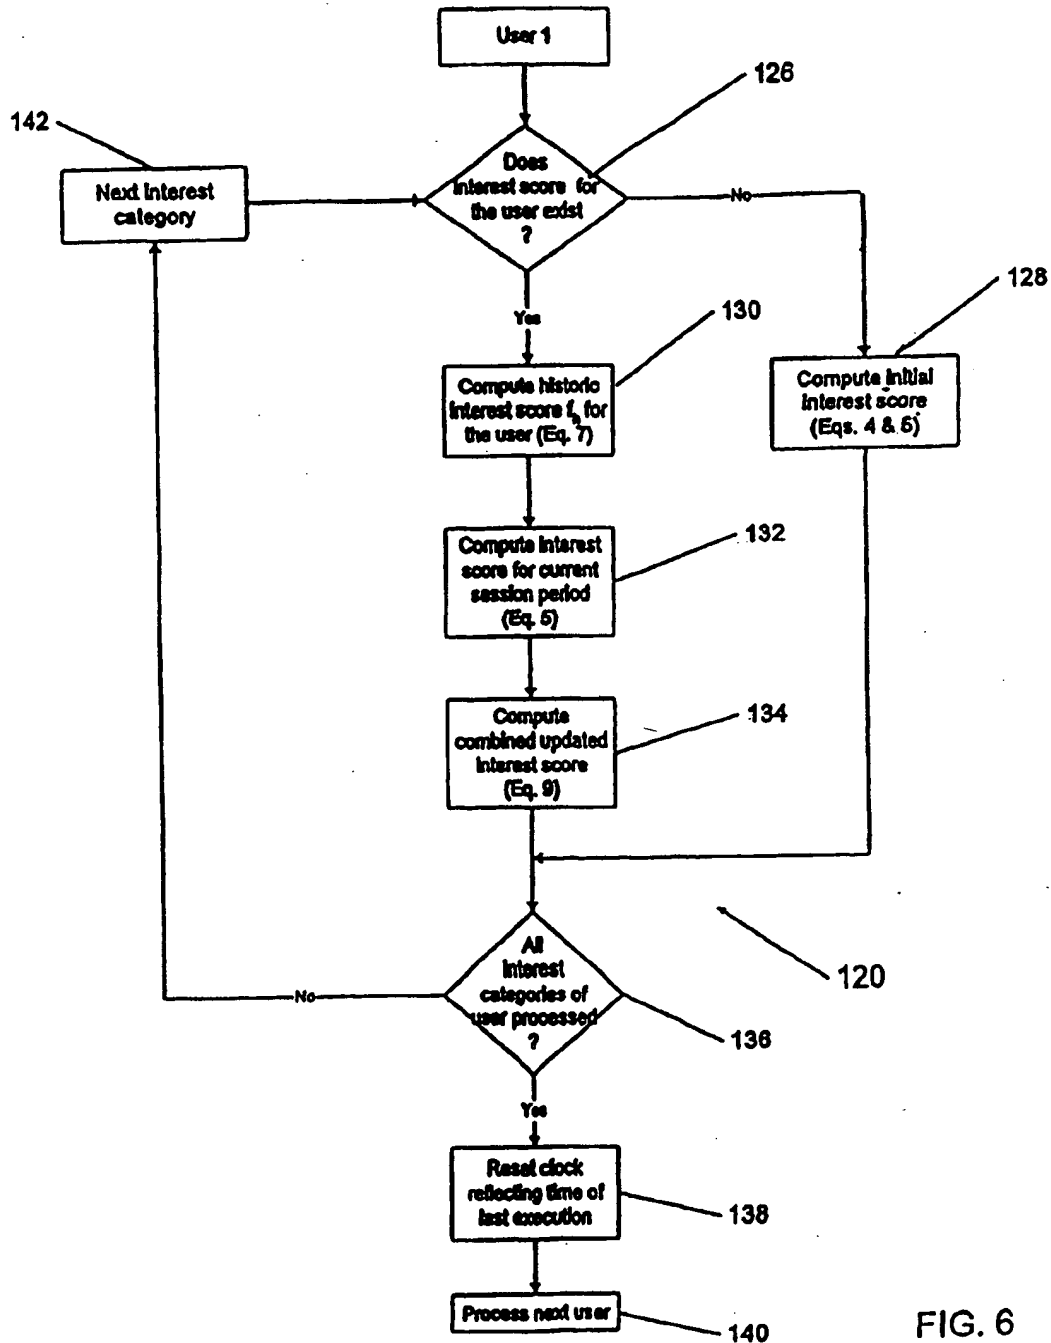 User 1
126
142
Does
interest score for
the user exist
?
Next interest
category
No
128
Yes
130
Compute historic
interest score fh for
the user (Eq. 7)
Compute initial
interest score
(Eqs. 4 & 5)
132
Compute interest
score for current
session period
(Eq. 5)
134
Compute
combined updated
interest score
(Eq. 9)
120
All
interest
categories of
user processed
?
No
136
Yes
Reset clock
reflecting time of
last execution
138
Process next user
140
FIG. 6